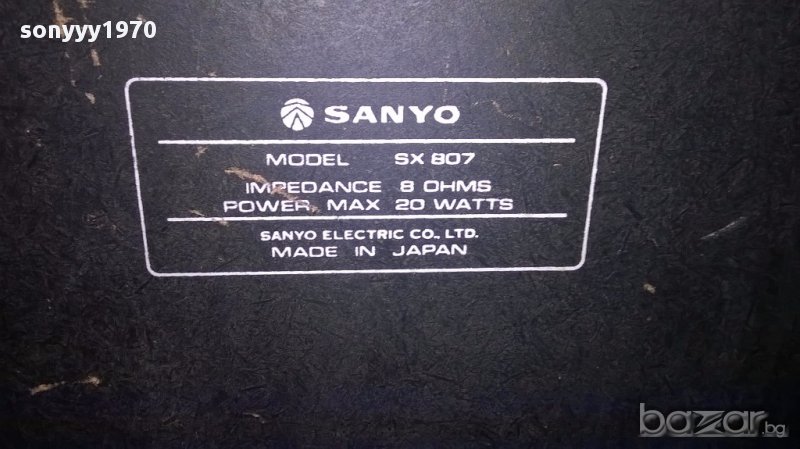 sonyyy1970
SANYO
MODEL SX 807
IMPEDANCE 8 OHMS
POWER MAX 20 WATTS
SANYO ELECTRIC CO., LTD.
MADE IN JAPAN
bazar.bg